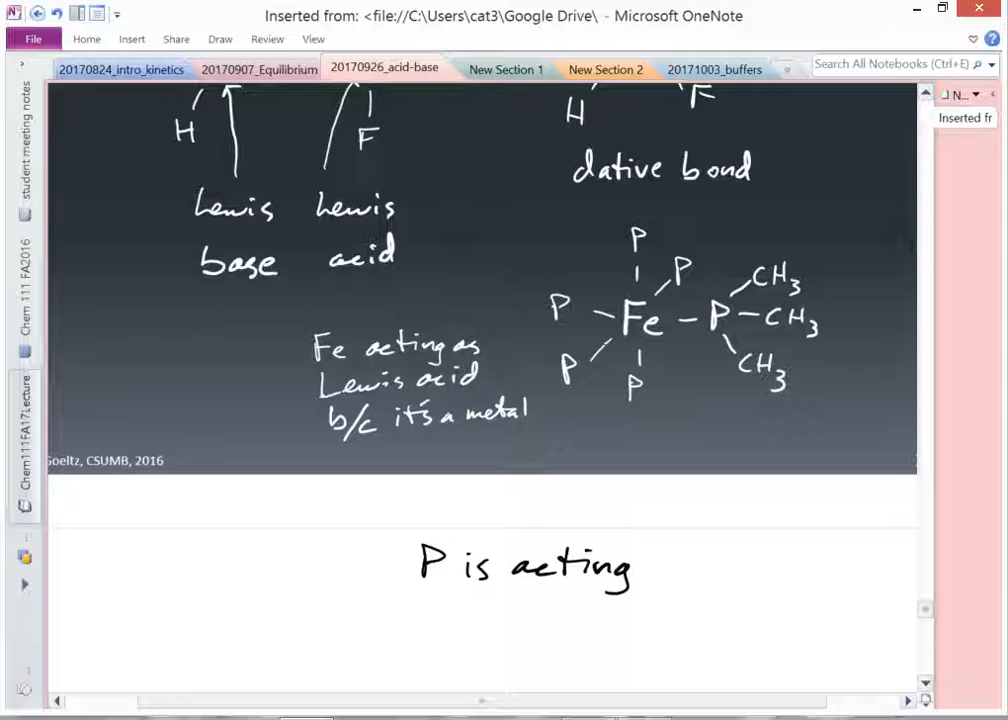 Inserted from: <file://C:\Users\cat3\Google Drive\ - Microsoft OneNote
File Home Insert Share Draw Review View
20170824_intro_kinetics 20170907_Equilibrium 20170926_acid-base New Section 1 New Section 2 20171003_buffers Search All Notebooks (Ctrl+E)
N...
Inserted fr
student meeting notes
Chem 111 FA2016
Chem111FA17Lecture
H F
H F
dative bond
Lewis Lewis
base acid
P
P
P Fe P CH3
CH3
CH3
P
P
Fe acting as
Lewis acid
b/c it's a metal
Goeltz, CSUMB, 2016
P is acting